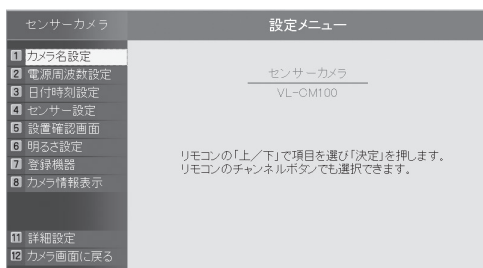 センサーカメラ
設定メニュー
1 カメラ名設定
2 電源周波数設定
3 日付時刻設定
4 センサー設定
5 設置確認画面
6 明るさ設定
7 登録機器
8 カメラ情報表示
11 詳細設定
12 カメラ画面に戻る
センサーカメラ
VL-CM100
リモコンの「上／下」で項目を選び「決定」を押します。
リモコンのチャンネルボタンでも選択できます。